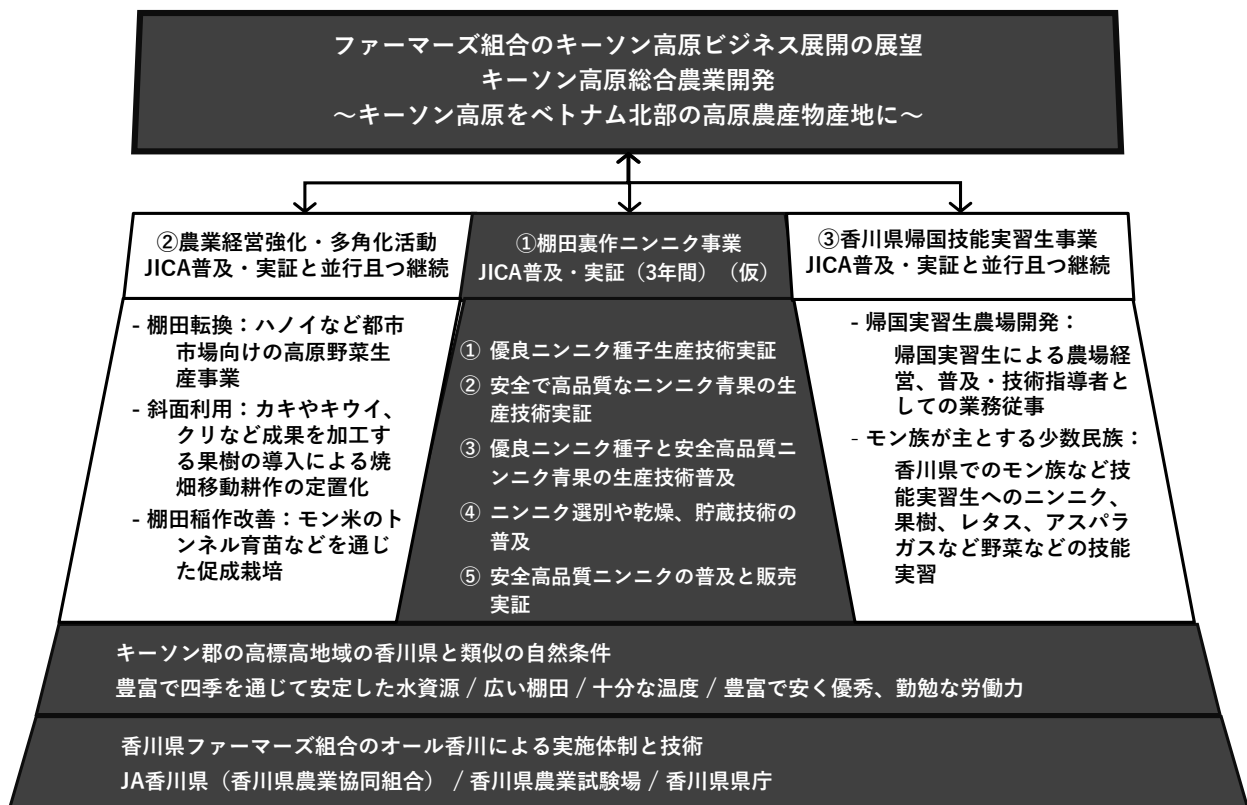 ファーマーズ組合のキーソン高原ビジネス展開の展望
キーソン高原総合農業開発
～キーソン高原をベトナム北部の高原農産物産地に～
②農業経営強化・多角化活動
JICA普及・実証と並行且つ継続
- 棚田転換：ハノイなど都市
市場向けの高原野菜生
産事業
- 斜面利用：カキやキウイ、
クリなど成果を加工す
る果樹の導入による焼
畑移動耕作の定置化
- 棚田稲作改善：モン米のト
ンネル育苗などを通じ
た促成栽培
①棚田裏作ニンニク事業
JICA普及・実証（3年間）（仮）
① 優良ニンニク種子生産技術実証
② 安全で高品質なニンニク青果の生
産技術実証
③ 優良ニンニク種子と安全高品質ニ
ンニク青果の生産技術普及
④ ニンニク選別や乾燥、貯蔵技術の
普及
⑤ 安全高品質ニンニクの普及と販売
実証
③香川県帰国技能実習生事業
JICA普及・実証と並行且つ継続
- 帰国実習生農場開発：
帰国実習生による農場経
営、普及・技術指導者と
しての業務従事
- モン族が主とする少数民族：
香川県でのモン族など技
能実習生へのニンニク、
果樹、レタス、アスパラ
ガスなど野菜などの技能
実習
キーソン郡の高標高地域の香川県と類似の自然条件
豊富で四季を通じて安定した水資源 / 広い棚田 / 十分な温度 / 豊富で安く優秀、勤勉な労働力
香川県ファーマーズ組合のオール香川による実施体制と技術
JA香川県（香川県農業協同組合） / 香川県農業試験場 / 香川県県庁